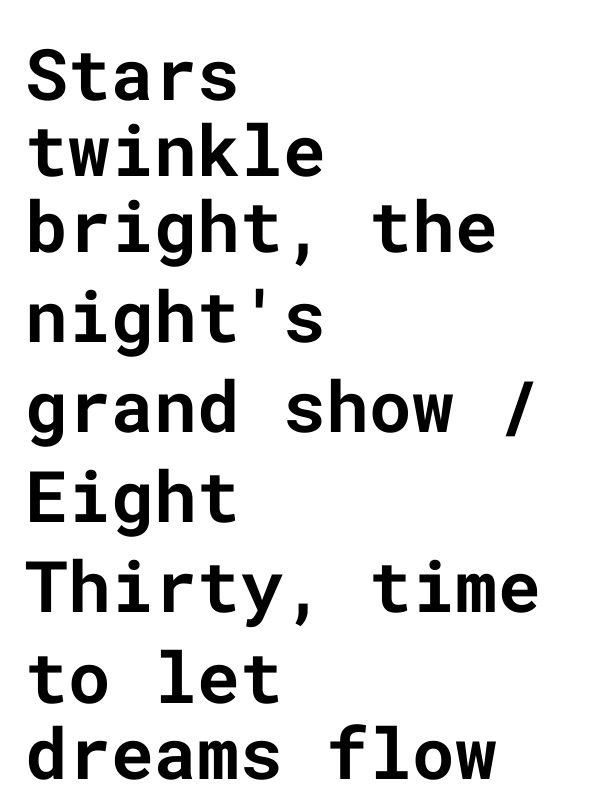 Stars
twinkle
bright, the
night's
grand show /
Eight
Thirty, time
to let
dreams flow